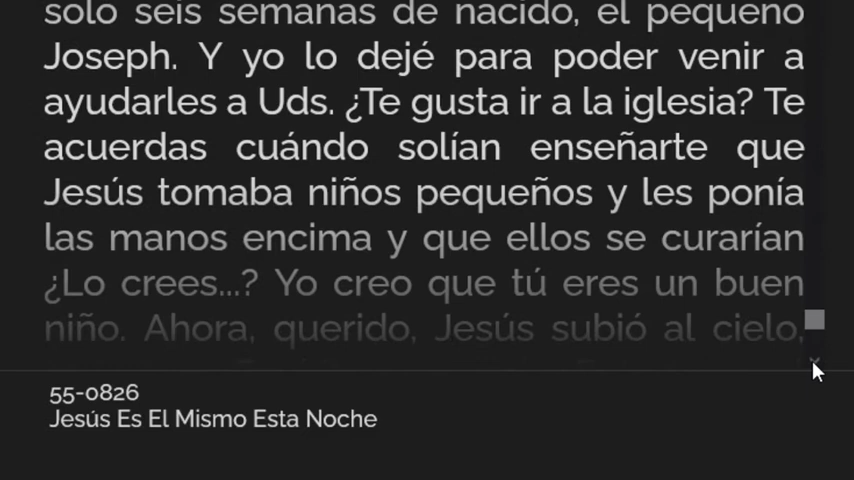 solo seis semanas de nacido, el pequeño
Joseph. Y yo lo dejé para poder venir a
ayudarles a Uds. ¿Te gusta ir a la iglesia? Te
acuerdas cuándo solían enseñarte que
Jesús tomaba niños pequeños y les ponía
las manos encima y que ellos se curarían
¿Lo crees...? Yo creo que tú eres un buen
niño. Ahora, querido, Jesús subió al cielo,
55-0826
Jesús Es El Mismo Esta Noche